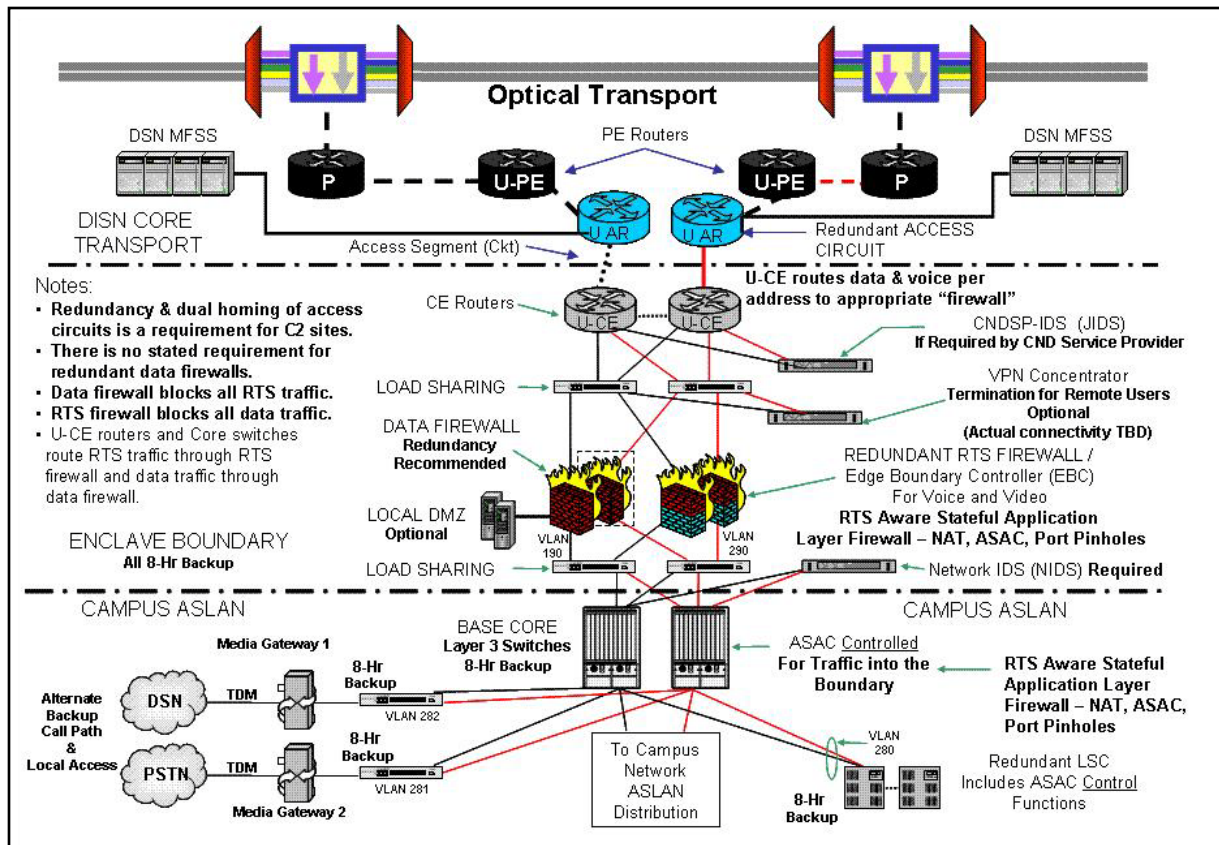 Optical Transport
DSN MFSS
PE Routers
DSN MFSS
P
U-PE
U-PE
P
U AR
U AR
DISN CORE
TRANSPORT
Access Segment (Ckt)
Redundant ACCESS
CIRCUIT
Notes:
• Redundancy & dual homing of access
circuits is a requirement for C2 sites.
• There is no stated requirement for
redundant data firewalls.
• Data firewall blocks all RTS traffic.
• RTS firewall blocks all data traffic.
• U-CE routers and Core switches
route RTS traffic through RTS
firewall and data traffic through
data firewall.
CE Routers
U-CE
U-CE
U-CE routes data & voice per
address to appropriate “firewall”
CNDSP-IDS (JIDS)
If Required by CND Service Provider
LOAD SHARING
VPN Concentrator
Termination for Remote Users
Optional
(Actual connectivity TBD)
DATA FIREWALL
Redundancy
Recommended
REDUNDANT RTS FIREWALL /
Edge Boundary Controller (EBC)
For Voice and Video
RTS Aware Stateful Application
Layer Firewall – NAT, ASAC, Port Pinholes
LOCAL DMZ
Optional
VLAN
190
VLAN
290
ENCLAVE BOUNDARY
All 8-Hr Backup
LOAD SHARING
Network IDS (NIDS) Required
CAMPUS ASLAN
CAMPUS ASLAN
BASE CORE
Layer 3 Switches
8-Hr Backup
ASAC Controlled
For Traffic into the
Boundary
RTS Aware Stateful
Application Layer
Firewall – NAT, ASAC,
Port Pinholes
Media Gateway 1
8-Hr
Backup
DSN
TDM
VLAN 282
Alternate
Backup
Call Path
&
Local Access
8-Hr
Backup
PSTN
TDM
VLAN 281
Media Gateway 2
To Campus
Network
ASLAN
Distribution
VLAN
280
8-Hr
Backup
Redundant LSC
Includes ASAC Control
Functions